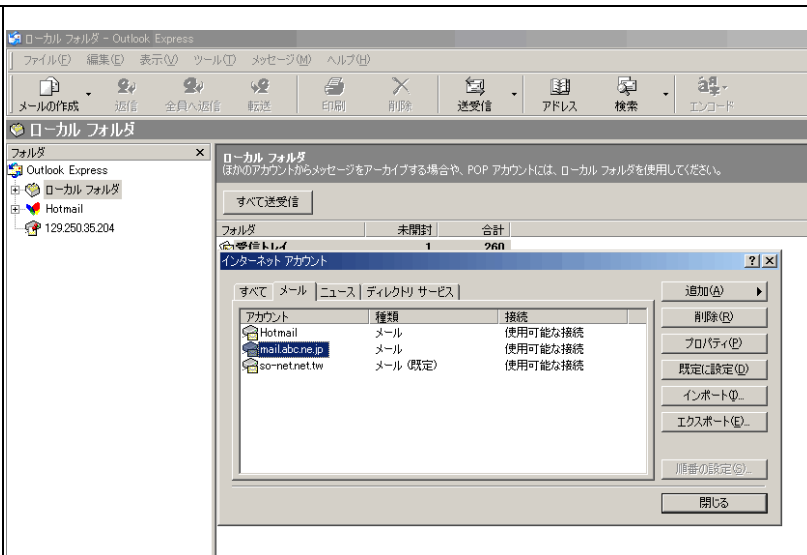 ローカル フォルダ - Outlook Express
ファイル(F) 編集(E) 表示(V) ツール(T) メッセージ(M) ヘルプ(H)
メールの作成 返信 全員へ返信 転送 印刷 削除 送受信 アドレス 検索 エンコード
ローカル フォルダ
フォルダ ×
Outlook Express
ローカル フォルダ
Hotmail
129.250.35.204
ローカル フォルダ
ほかのアカウントからメッセージをアーカイブする場合や、POP アカウントには、ローカル フォルダを使用してください。
すべて送受信
フォルダ 未開封 合計
受信トレイ 1 260
インターネット アカウント
すべて メール ニュース ディレクトリ サービス
アカウント 種類 接続
Hotmail メール 使用可能な接続
mail.abc.ne.jp メール 使用可能な接続
so-net.net.tw メール (既定) 使用可能な接続
追加(A)
削除(R)
プロパティ(P)
既定に設定(D)
インポート(I)...
エクスポート(E)...
順番の設定(S)...
閉じる